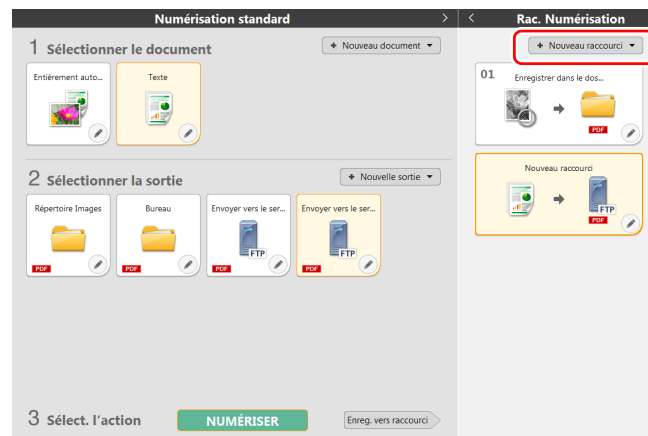 Numérisation standard >
1 Sélectionner le document
+ Nouveau document
Entièrement auto...
Texte
2 Sélectionner la sortie
+ Nouvelle sortie
Répertoire Images
Bureau
Envoyer vers le ser...
Envoyer vers le ser...
PDF
PDF
FTP
PDF
FTP
PDF
3 Sélect. l'action
NUMÉRISER
Enreg. vers raccourci
< Rac. Numérisation
+ Nouveau raccourci
01 Enregistrer dans le dos...
PDF
Nouveau raccourci
FTP
PDF